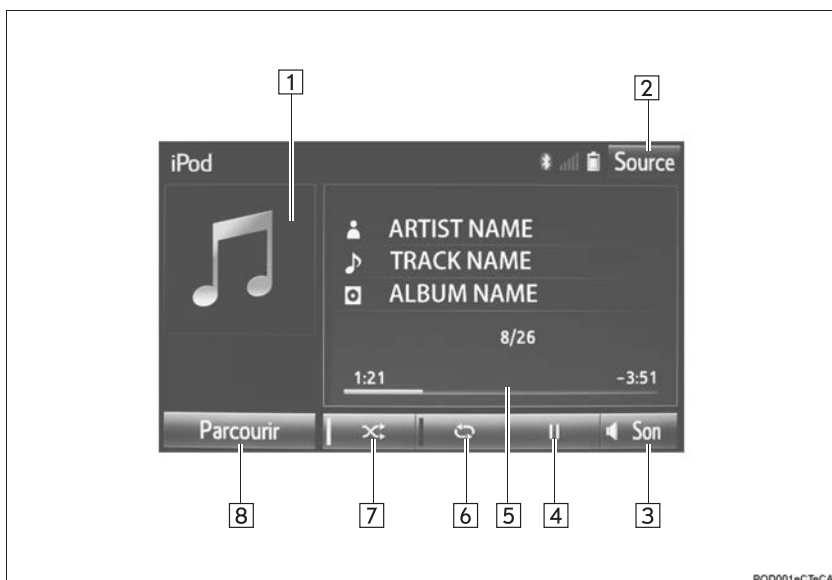 1
2
iPod
Source
ARTIST NAME
TRACK NAME
ALBUM NAME
8/26
1:21
-3:51
Parcourir
Son
8
7
6
5
4
3